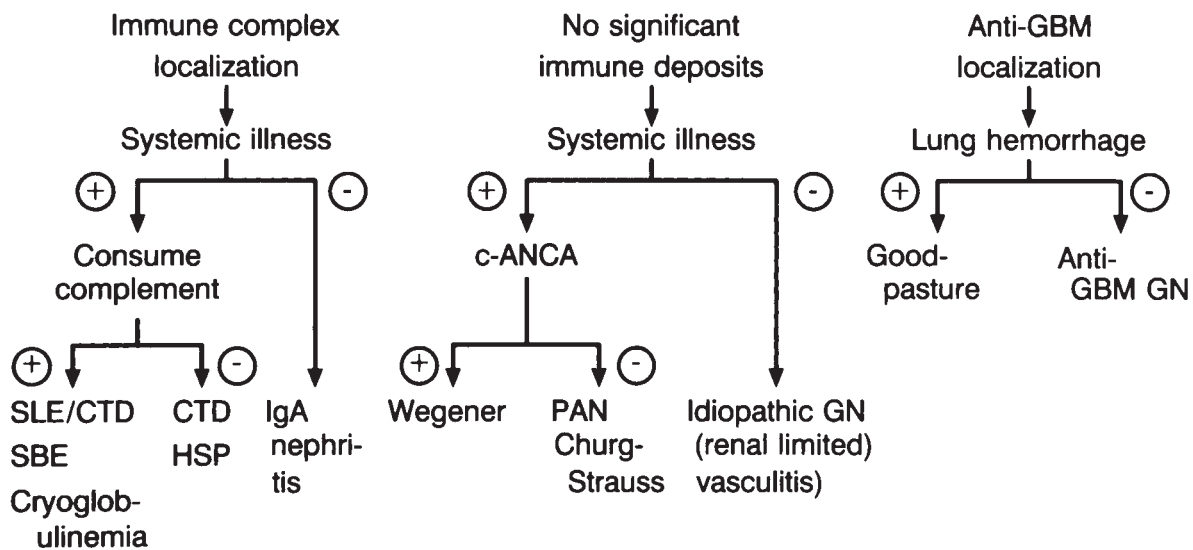 Immune complex
localization
Systemic illness
+
-
Consume
complement
+
-
SLE/CTD
SBE
Cryoglob-
ulinemia
CTD
HSP
IgA
nephri-
tis
No significant
immune deposits
Systemic illness
+
-
c-ANCA
+
-
Wegener
PAN
Churg-
Strauss
Idiopathic GN
(renal limited)
vasculitis)
Anti-GBM
localization
Lung hemorrhage
+
-
Good-
pasture
Anti-
GBM GN